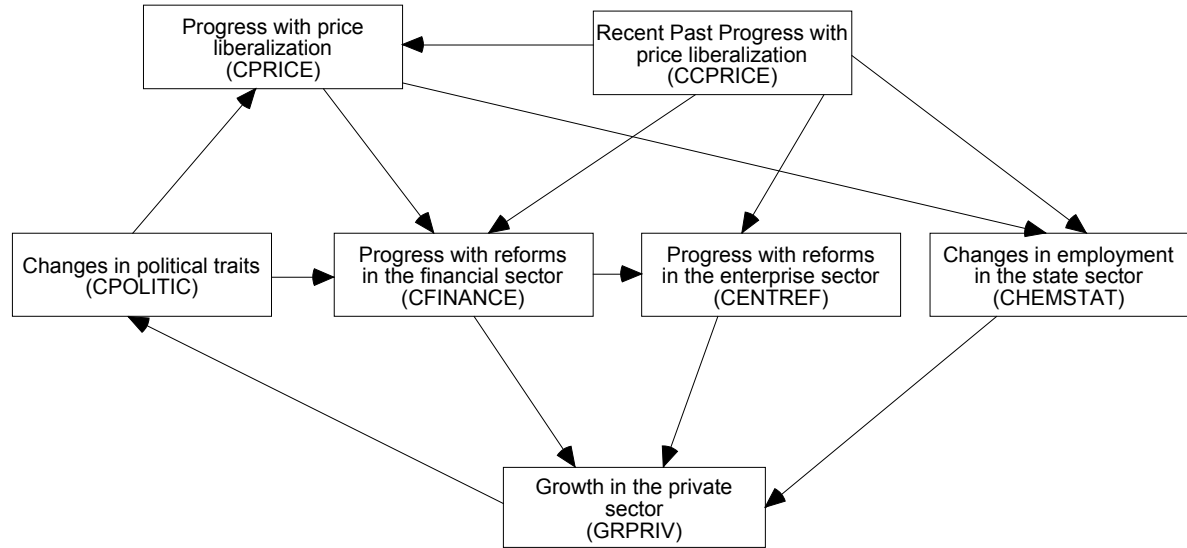 Progress with price
liberalization
(CPRICE)
Recent Past Progress with
price liberalization
(CCPRICE)
Changes in political traits
(CPOLITIC)
Progress with reforms
in the financial sector
(CFINANCE)
Progress with reforms
in the enterprise sector
(CENTREF)
Changes in employment
in the state sector
(CHEMSTAT)
Growth in the private
sector
(GRPRIV)